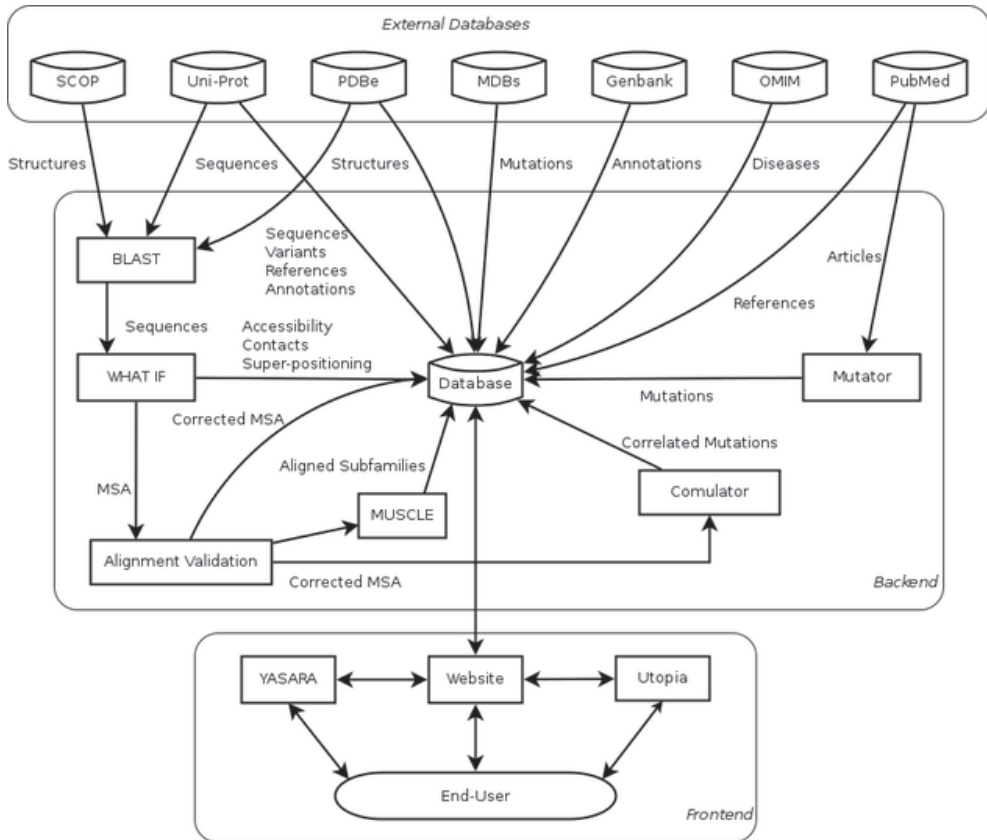 External Databases
SCOP
Uni-Prot
PDBe
MDBs
Genbank
OMIM
PubMed
Structures
Sequences
Structures
Mutations
Annotations
Diseases
Sequences
Variants
References
Annotations
BLAST
Articles
References
Sequences
Accessibility
Contacts
Super-positioning
WHAT IF
Database
Mutator
Mutations
Corrected MSA
Correlated Mutations
Aligned Subfamilies
MSA
Comulator
MUSCLE
Alignment Validation
Corrected MSA
Backend
YASARA
Website
Utopia
End-User
Frontend